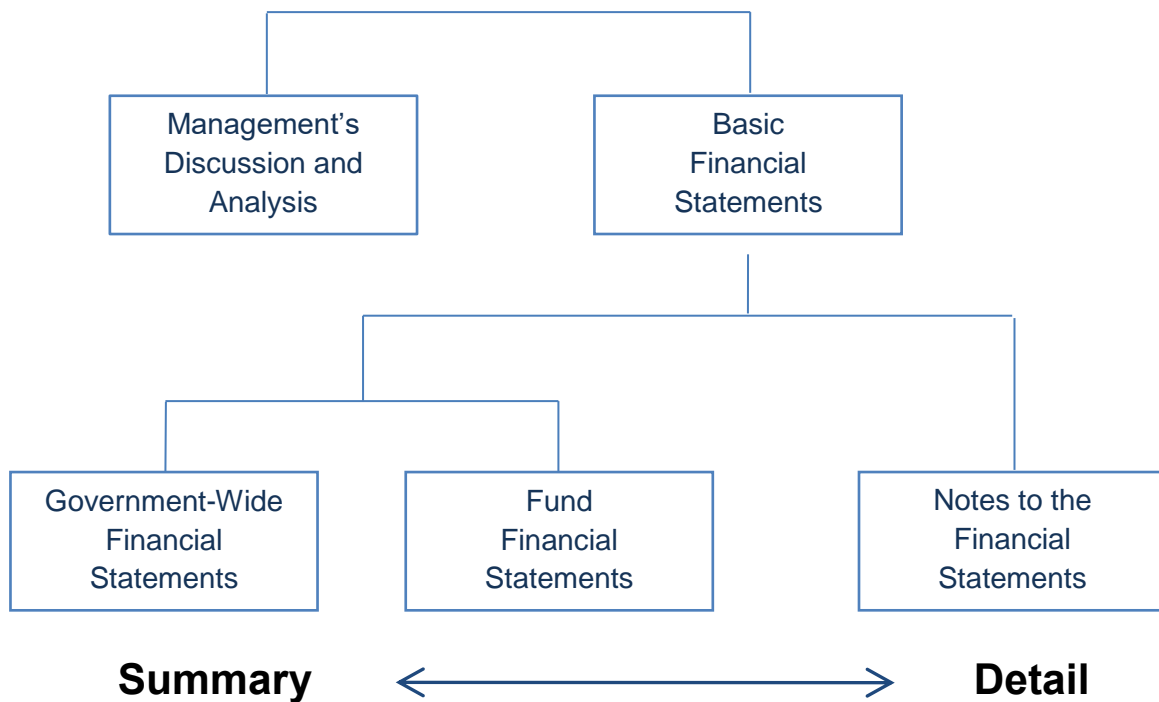 Management’s
Discussion and
Analysis
Basic
Financial
Statements
Government-Wide
Financial
Statements
Fund
Financial
Statements
Notes to the
Financial
Statements
Summary
Detail